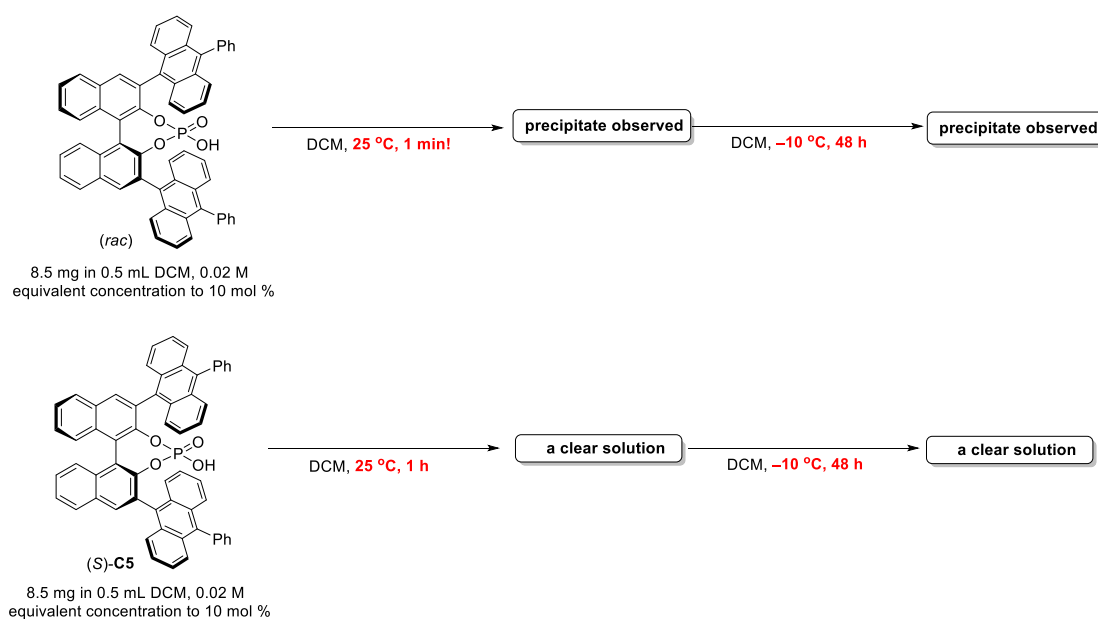 Ph
O
O
P
O
OH
Ph
(rac)
8.5 mg in 0.5 mL DCM, 0.02 M
equivalent concentration to 10 mol %
DCM, 25 °C, 1 min!
precipitate observed
DCM, –10 °C, 48 h
precipitate observed
Ph
O
O
P
O
OH
Ph
(S)-C5
8.5 mg in 0.5 mL DCM, 0.02 M
equivalent concentration to 10 mol %
DCM, 25 °C, 1 h
a clear solution
DCM, –10 °C, 48 h
a clear solution